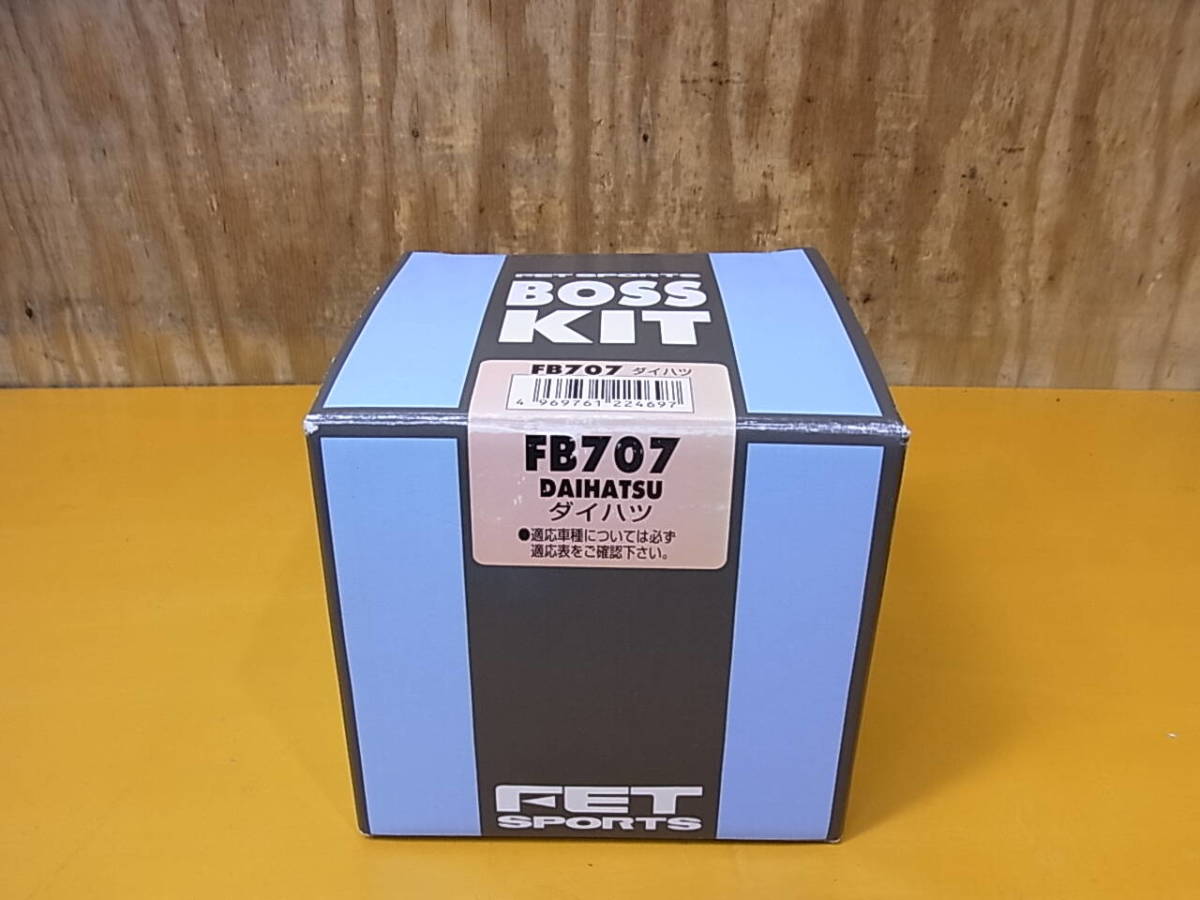 FET SPORTS
BOSS
KIT
FB707 ダイハツ
4 969761 224697
FB707
DAIHATSU
ダイハツ
●適応車種については必ず
適応表をご確認下さい。
FET
SPORTS